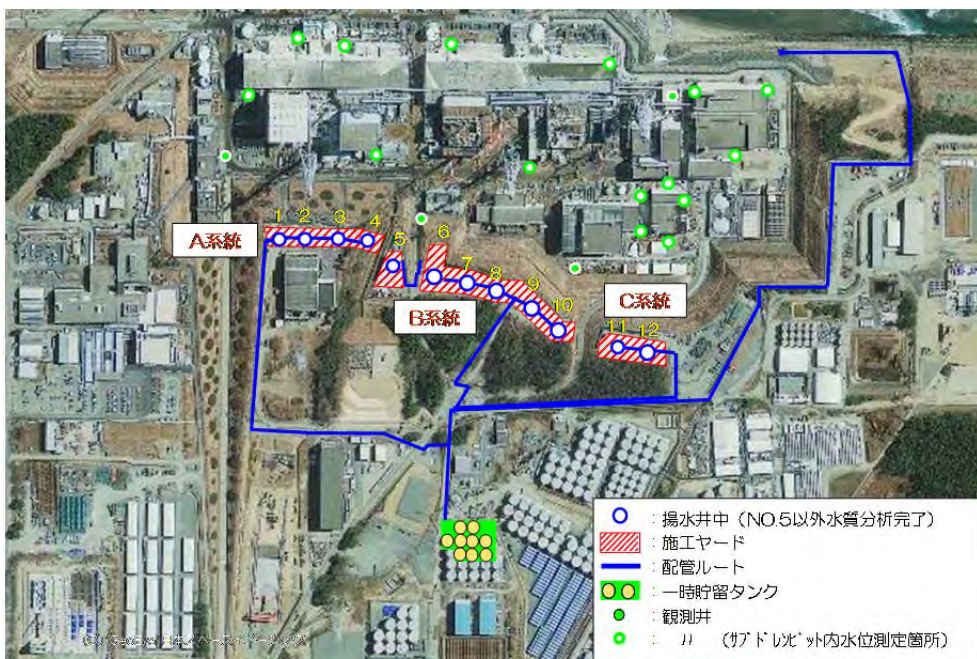 1 2 3 4
A系統
5
6
7
8
B系統
9
10
C系統
11 12
:揚水井中(NO.5以外水質分析完了)
:施工ヤード
:配管ルート
:一時貯留タンク
:観測井
: 〃 (サブドレンピット内水位測定箇所)